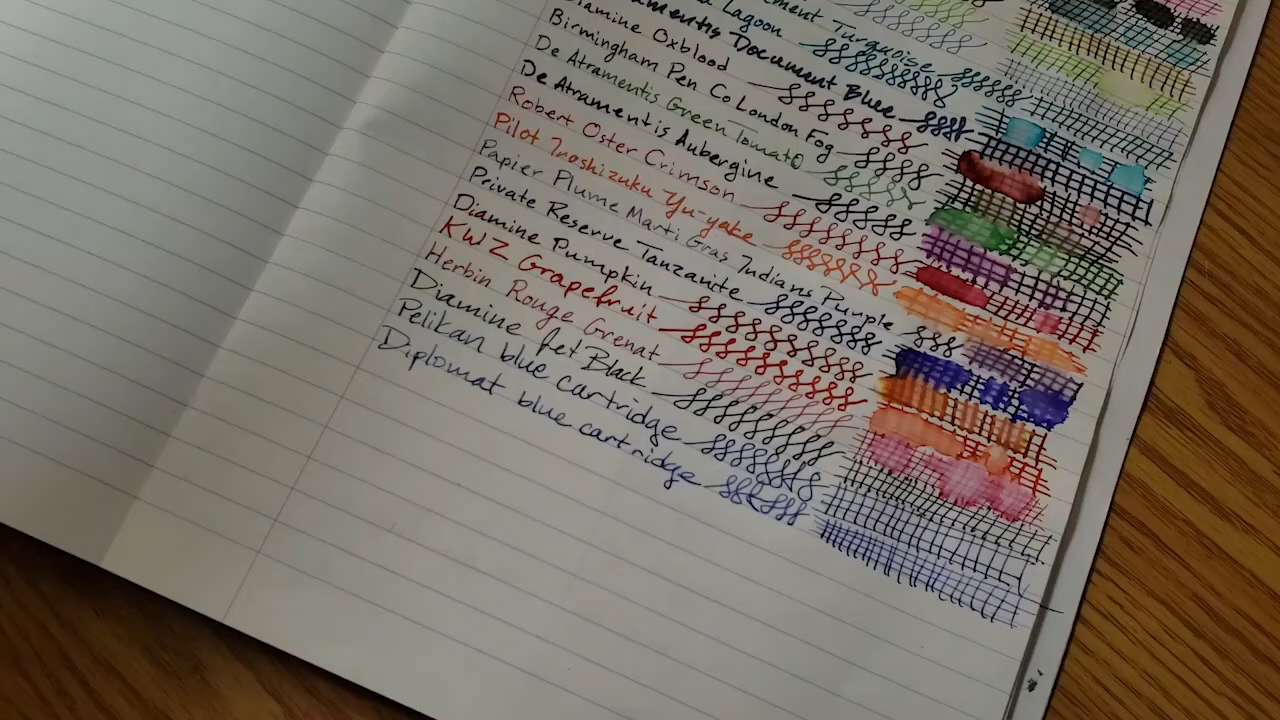 Turquoise
Lagoon
Document Blue
Diamine Oxblood
Birmingham Pen Co London Fog
De Atramentis Green Tomato
De Atramentis Aubergine
Robert Oster Crimson
Pilot Iroshizuku Yu-yake
Papier Plume Marti Gras Indians Purple
Private Reserve Tanzanite
Diamine Pumpkin
KWZ Grapefruit
Herbin Rouge Grenat
Diamine Jet Black
Pelikan blue cartridge
Diplomat blue cartridge